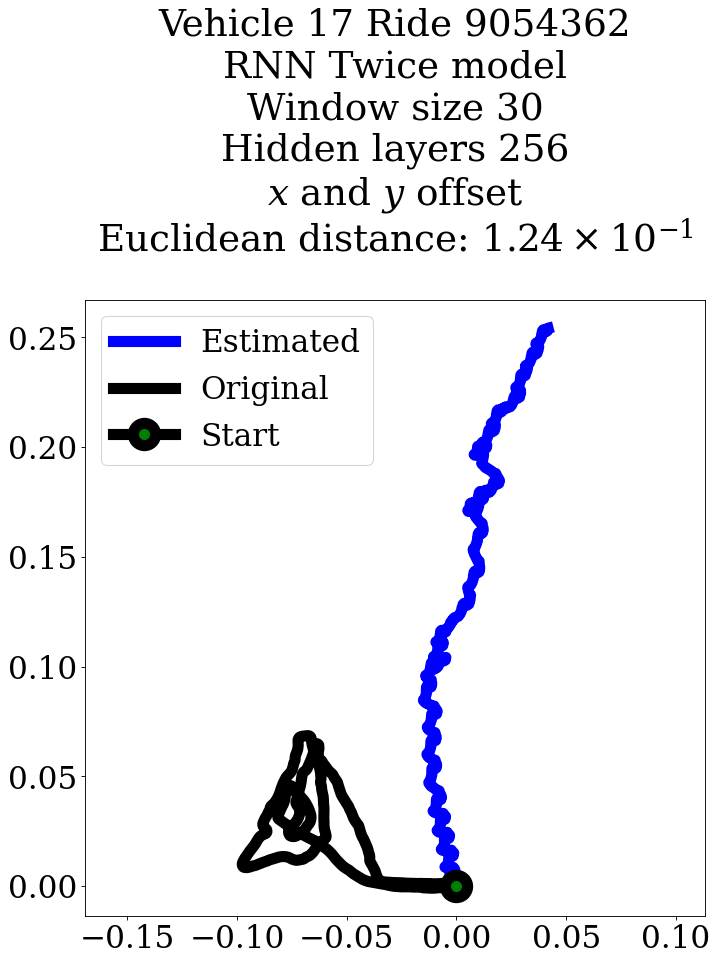 Vehicle 17 Ride 9054362
RNN Twice model
Window size 30
Hidden layers 256
x and y offset
Euclidean distance: 1.24 × 10⁻¹
Estimated
Original
Start
0.25
0.20
0.15
0.10
0.05
0.00
−0.15 −0.10 −0.05 0.00 0.05 0.10